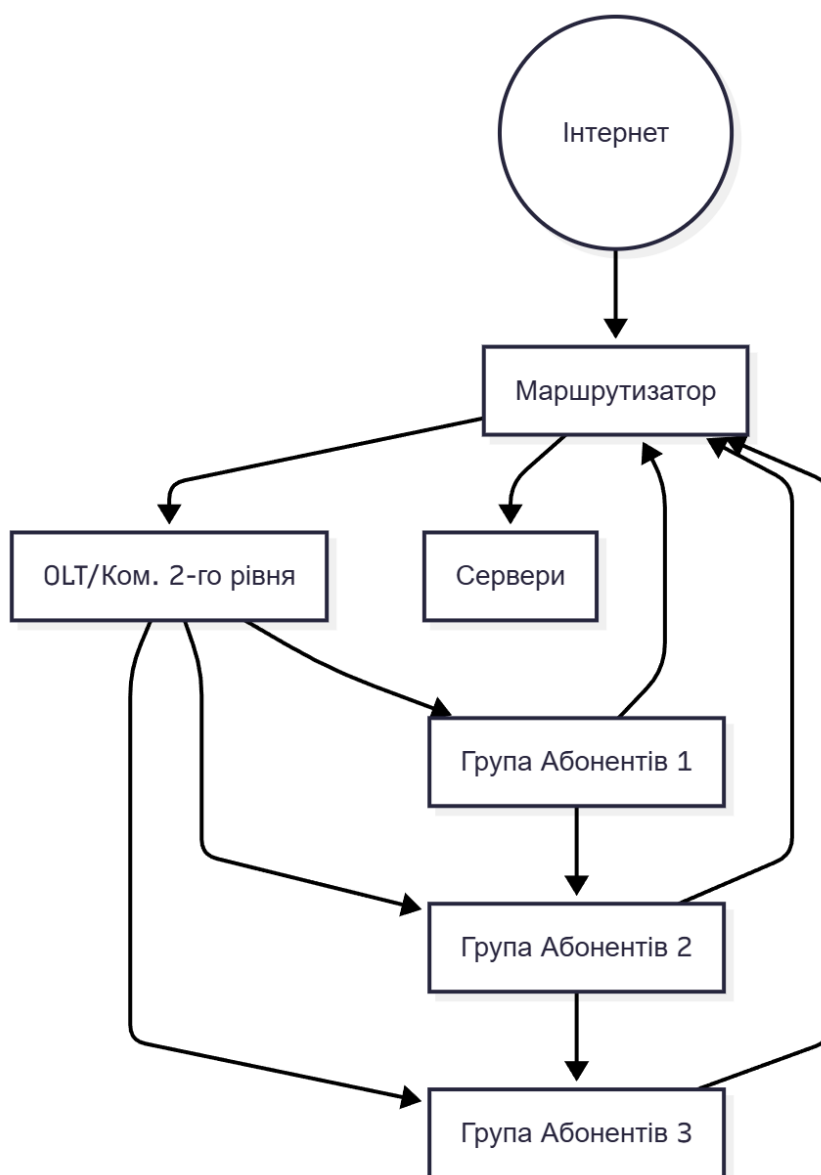 Інтернет
Маршрутизатор
OLT/Ком. 2-го рівня
Сервери
Група Абонентів 1
Група Абонентів 2
Група Абонентів 3